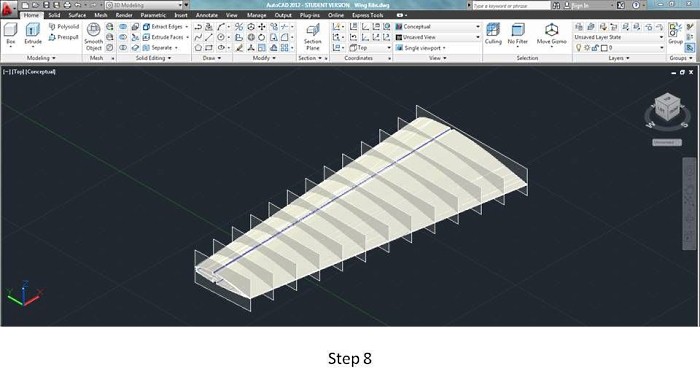 3D Modeling
AutoCAD 2013 - STUDENT VERSION Wing Ribs.dwg
Type a keyword or phrase
Sign In
Home Solid Surface Mesh Render Parametric Insert Annotate View Manage Output Plug-ins Online Express Tools
Box Extrude Polysolid Presspull
Smooth Object
Extract Edges
Extrude Faces
Separate
Section Plane
Top
Conceptual
Unsaved View
Single viewport
Culling No Filter Move Gizmo
Unsaved Layer State
0
Group
Modeling Mesh Solid Editing Draw Modify Section Coordinates View Selection Layers Groups
[−] [Top] [Conceptual]
W S
Y Z X
Step 8